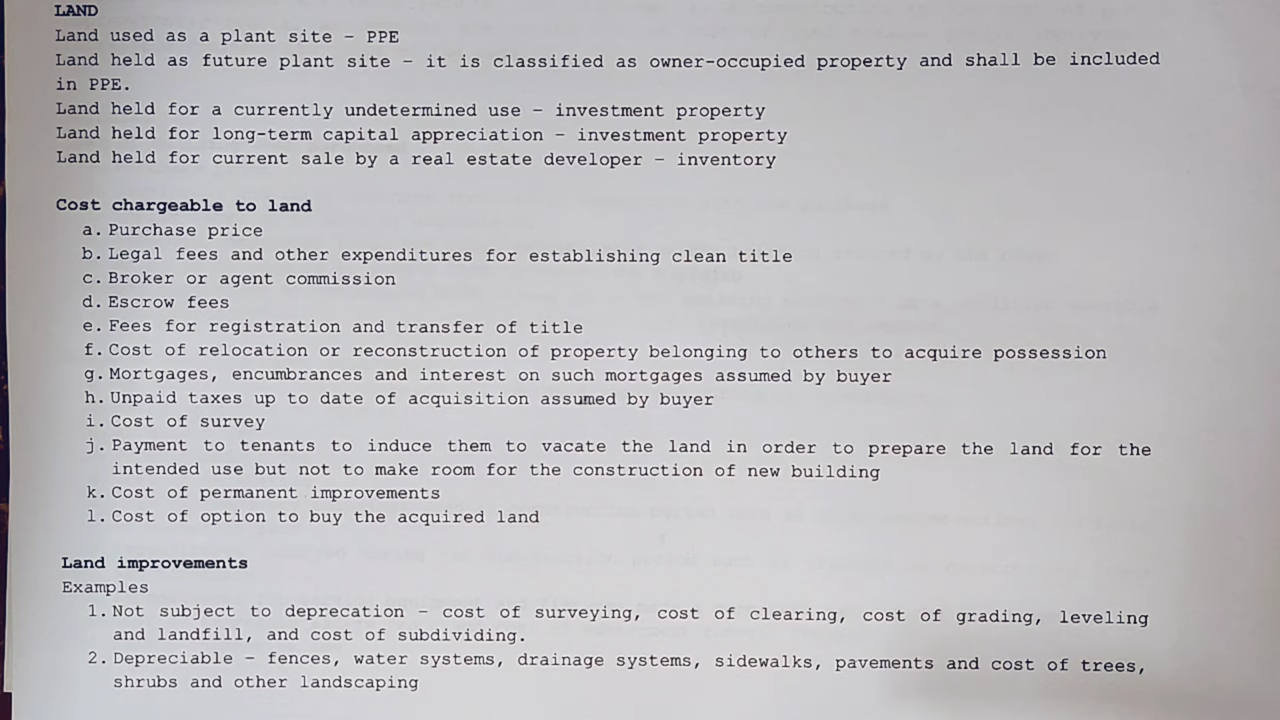 LAND
Land used as a plant site – PPE
Land held as future plant site – it is classified as owner-occupied property and shall be included
in PPE.
Land held for a currently undetermined use – investment property
Land held for long-term capital appreciation – investment property
Land held for current sale by a real estate developer – inventory
Cost chargeable to land
a. Purchase price
b. Legal fees and other expenditures for establishing clean title
c. Broker or agent commission
d. Escrow fees
e. Fees for registration and transfer of title
f. Cost of relocation or reconstruction of property belonging to others to acquire possession
g. Mortgages, encumbrances and interest on such mortgages assumed by buyer
h. Unpaid taxes up to date of acquisition assumed by buyer
i. Cost of survey
j. Payment to tenants to induce them to vacate the land in order to prepare the land for the
intended use but not to make room for the construction of new building
k. Cost of permanent improvements
l. Cost of option to buy the acquired land
Land improvements
Examples
1. Not subject to deprecation – cost of surveying, cost of clearing, cost of grading, leveling
and landfill, and cost of subdividing.
2. Depreciable – fences, water systems, drainage systems, sidewalks, pavements and cost of trees,
shrubs and other landscaping